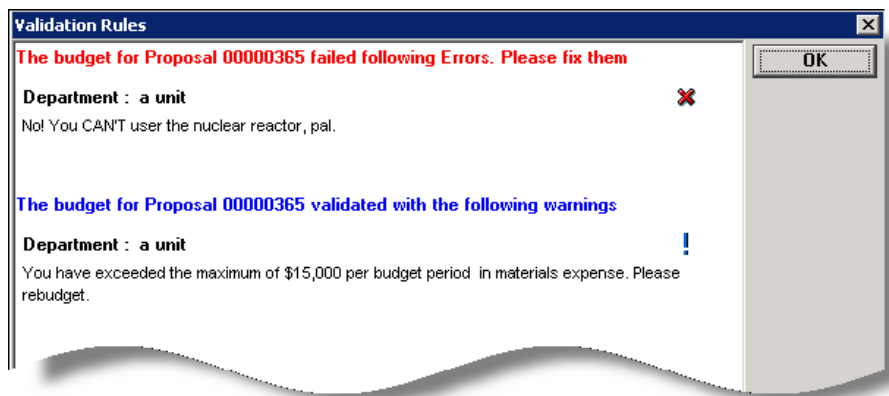 Validation Rules
The budget for Proposal 00000365 failed following Errors. Please fix them
OK
Department : a unit
No! You CAN'T user the nuclear reactor, pal.
The budget for Proposal 00000365 validated with the following warnings
Department : a unit
You have exceeded the maximum of $15,000 per budget period in materials expense. Please
rebudget.